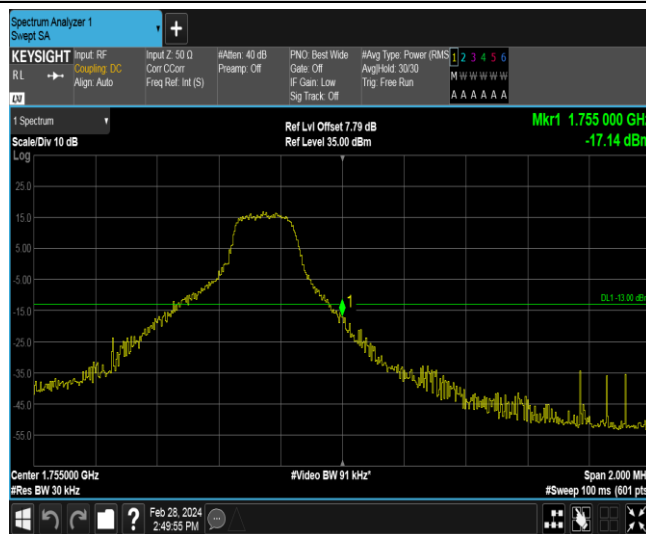 Spectrum Analyzer 1
Swept SA
+
KEYSIGHT
RL
LXI
Input: RF
Coupling: DC
Align: Auto
Input Z: 50 Ω
Corr CCorr
Freq Ref: Int (S)
#Atten: 40 dB
Preamp: Off
PNO: Best Wide
Gate: Off
IF Gain: Low
Sig Track: Off
#Avg Type: Power (RMS
Avg|Hold: 30/30
Trig: Free Run
1 2 3 4 5 6
M W W W W W
A A A A A A
1 Spectrum
Scale/Div 10 dB
Log
Ref Lvl Offset 7.79 dB
Ref Level 35.00 dBm
Mkr1 1.755 000 GHz
-17.14 dBm
25.0
15.0
5.00
-5.00
-15.0
-25.0
-35.0
-45.0
-55.0
1
DL1 -13.00 dBm
Center 1.755000 GHz
#Res BW 30 kHz
#Video BW 91 kHz*
Span 2.000 MH
#Sweep 100 ms (601 pts
?
Feb 28, 2024
2:49:55 PM